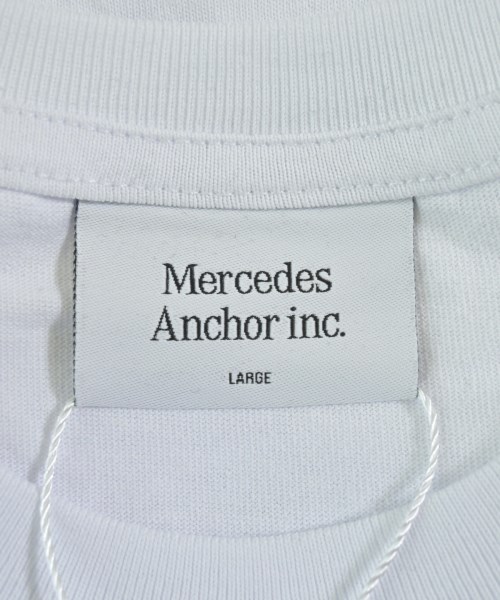 Mercedes
Anchor inc.
LARGE